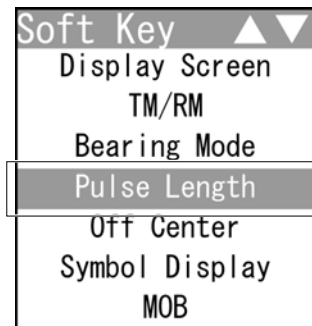 Soft Key ▲▼
Display Screen
TM/RM
Bearing Mode
Pulse Length
Off Center
Symbol Display
MOB